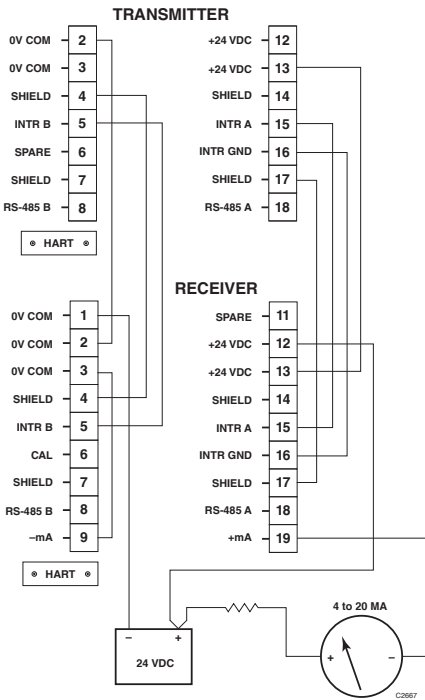 TRANSMITTER
0V COM 2
0V COM 3
SHIELD 4
INTR B 5
SPARE 6
SHIELD 7
RS-485 B 8
HART
+24 VDC 12
+24 VDC 13
SHIELD 14
INTR A 15
INTR GND 16
SHIELD 17
RS-485 A 18
RECEIVER
0V COM 1
0V COM 2
0V COM 3
SHIELD 4
INTR B 5
CAL 6
SHIELD 7
RS-485 B 8
–mA 9
HART
SPARE 11
+24 VDC 12
+24 VDC 13
SHIELD 14
INTR A 15
INTR GND 16
SHIELD 17
RS-485 A 18
+mA 19
– +
24 VDC
4 to 20 MA
+ –
C2667